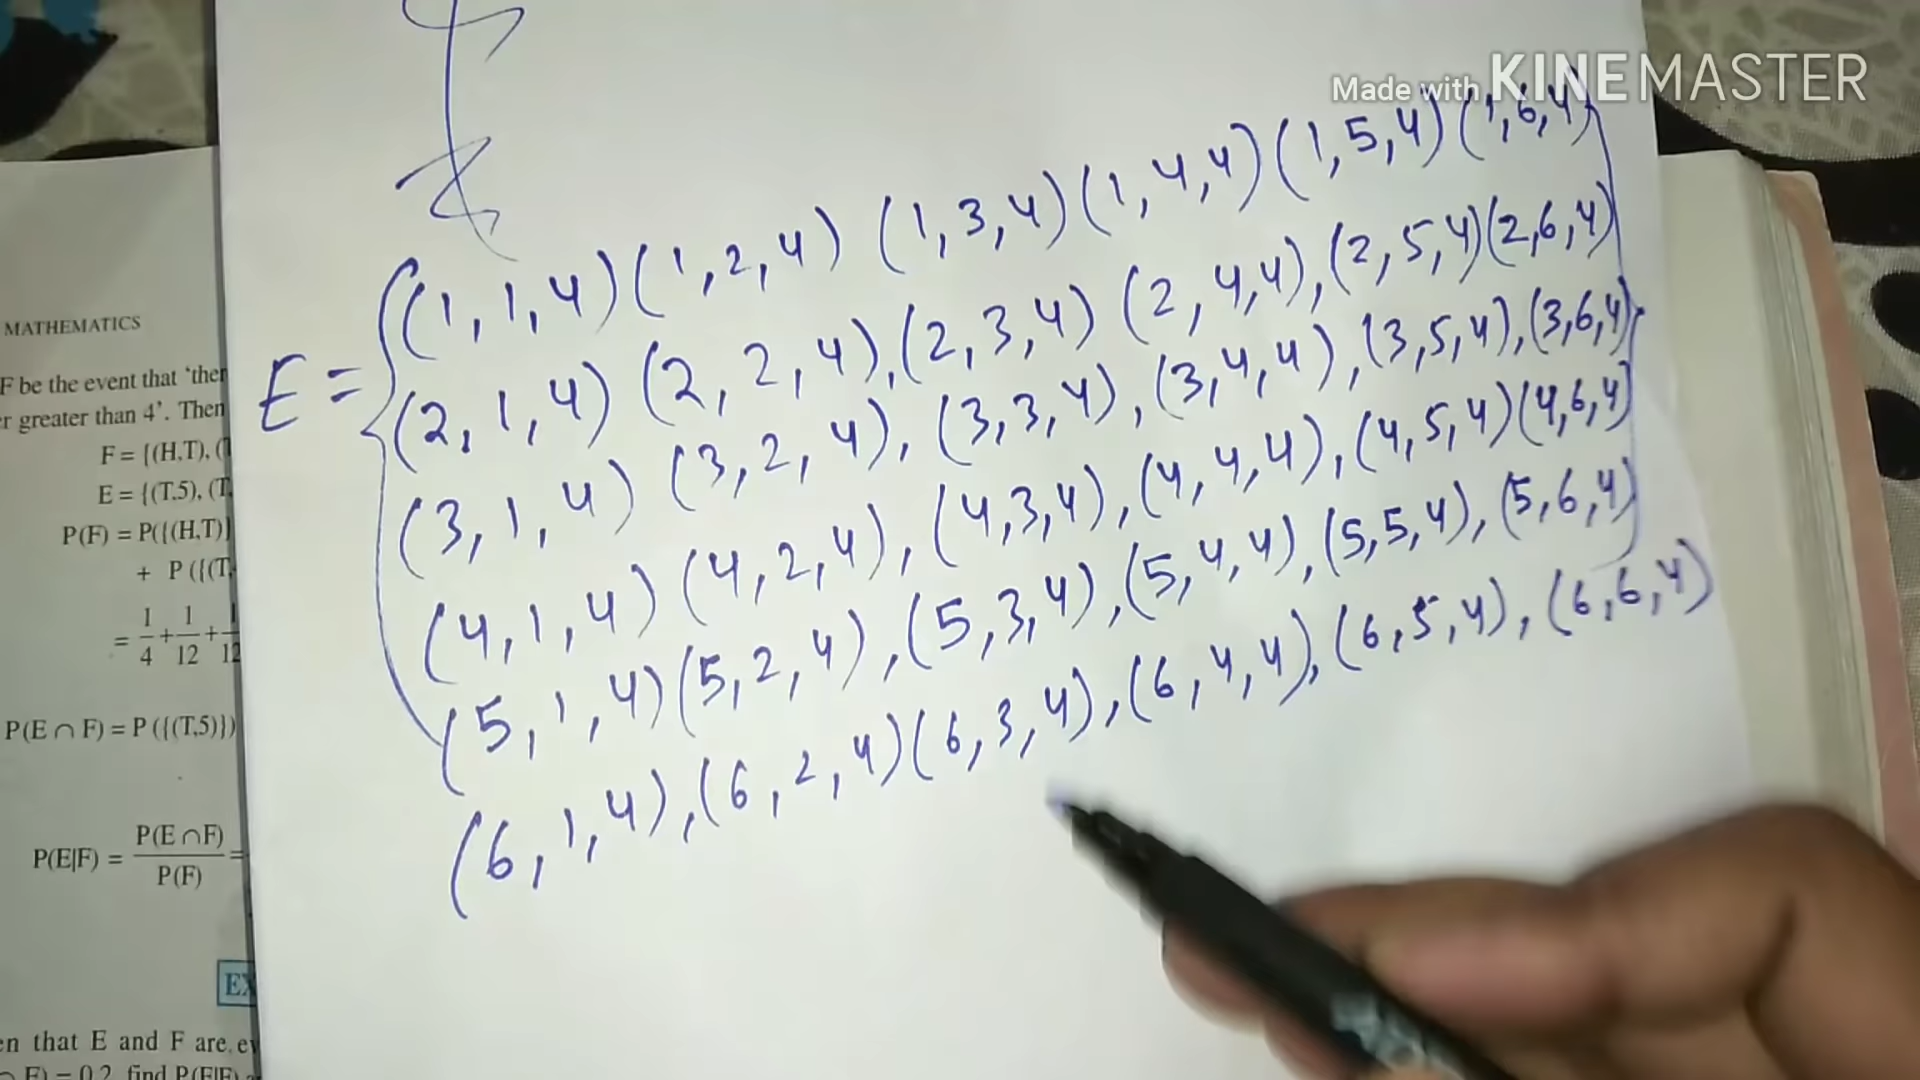 Made with KINEMASTER
E = { (1, 1, 4) (1, 2, 4) (1, 3, 4) (1, 4, 4) (1, 5, 4) (1, 6, 4)
(2, 1, 4) (2, 2, 4), (2, 3, 4) (2, 4, 4), (2, 5, 4) (2, 6, 4)
(3, 1, 4) (3, 2, 4), (3, 3, 4), (3, 4, 4), (3, 5, 4), (3, 6, 4)
(4, 1, 4) (4, 2, 4), (4, 3, 4), (4, 4, 4), (4, 5, 4) (4, 6, 4)
(5, 1, 4) (5, 2, 4), (5, 3, 4), (5, 4, 4), (5, 5, 4), (5, 6, 4)
(6, 1, 4), (6, 2, 4) (6, 3, 4), (6, 4, 4), (6, 5, 4), (6, 6, 4)
MATHEMATICS
F be the event that ‘ther
r greater than 4’. Then
F = {(H,T), (
E = {(T,5), (T,
P(F) = P({(H,T)}
+ P ({(T,
= 1/4 + 1/12 + 1/12
P(E ∩ F) = P ({(T,5)})
P(E|F) = P(E ∩ F)/P(F) =
EX
en that E and F are ev
F) = 0.2, find P(E|F)